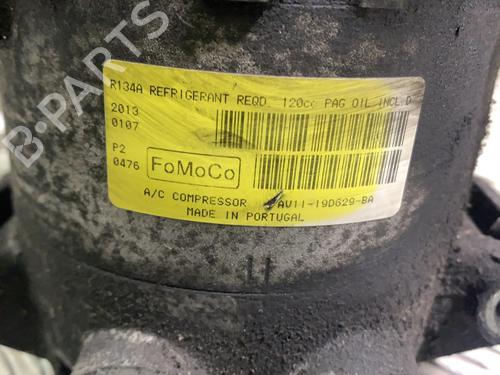 R134A REFRIGERANT REQD. 120cc PAG OIL INCL'D
2013
0107
P2
0476
FoMoCo
A/C COMPRESSOR AV11-19D629-BA
MADE IN PORTUGAL